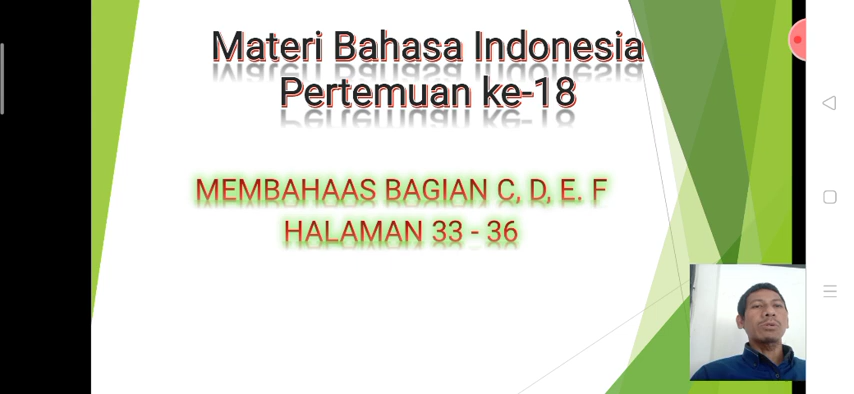 Materi Bahasa Indonesia
Pertemuan ke-18
MEMBAHAAS BAGIAN C, D, E. F
HALAMAN 33 - 36